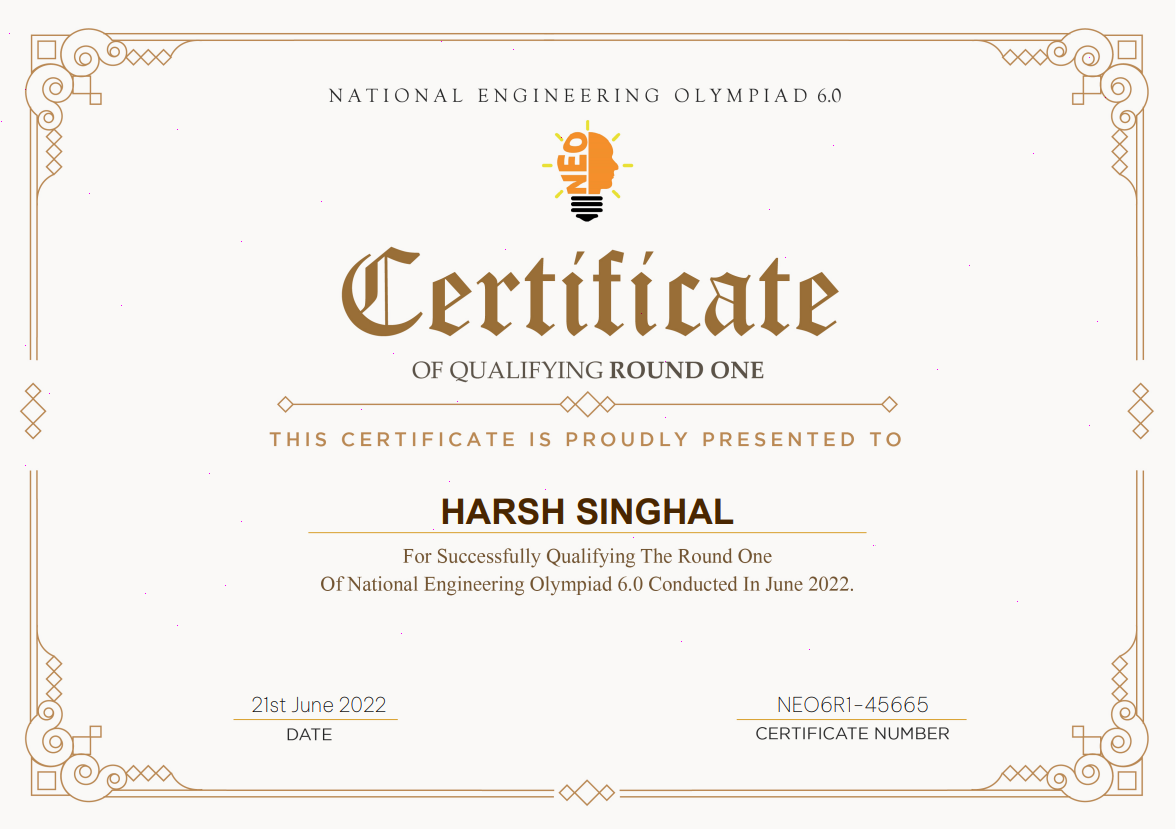 NATIONAL ENGINEERING OLYMPIAD 6.0
NEO
Certificate
OF QUALIFYING ROUND ONE
THIS CERTIFICATE IS PROUDLY PRESENTED TO
HARSH SINGHAL
For Successfully Qualifying The Round One
Of National Engineering Olympiad 6.0 Conducted In June 2022.
21st June 2022
DATE
NEO6R1-45665
CERTIFICATE NUMBER